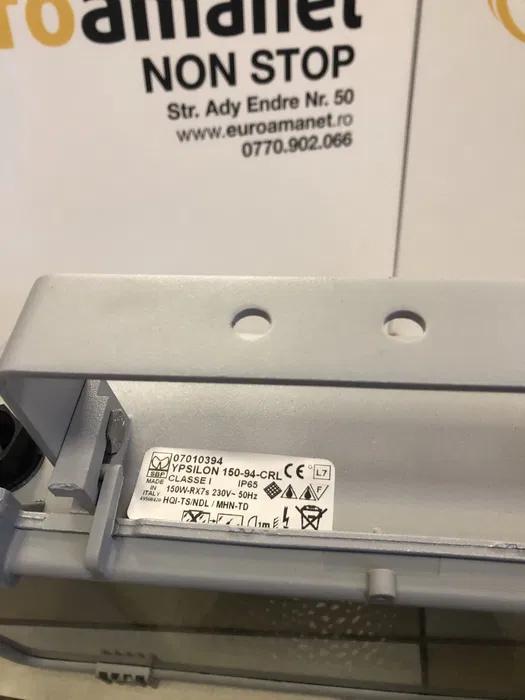 roamanet
NON STOP
Str. Ady Endre Nr. 50
www.euroamanet.ro
0770.902.066
07010394
YPSILON 150-94-CRL CE L7
SBP
CLASSE I IP65
MADE IN ITALY
150W-RX7s 230V~ 50Hz F
HQI-TS/NDL / MHN-TD
1m